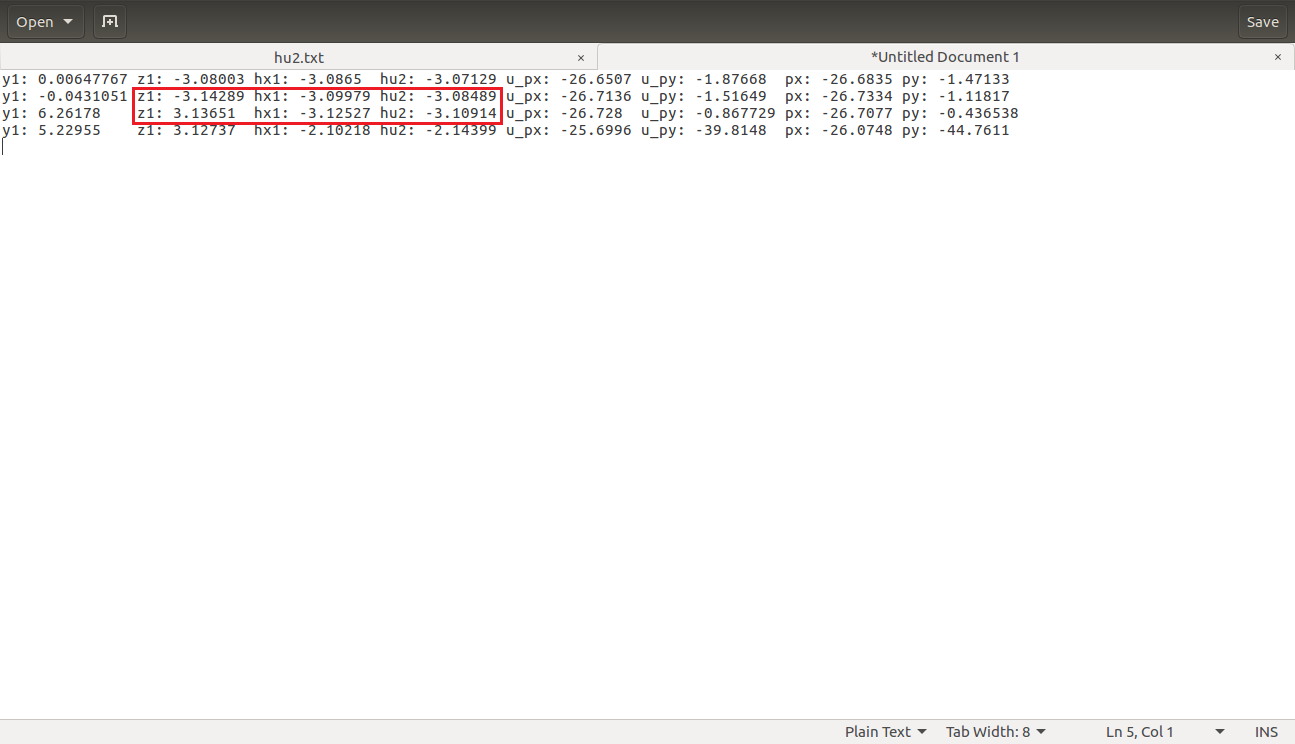 Open Save
hu2.txt × *Untitled Document 1 ×
y1: 0.00647767 z1: -3.08003 hx1: -3.0865 hu2: -3.07129 u_px: -26.6507 u_py: -1.87668 px: -26.6835 py: -1.47133
y1: -0.0431051 z1: -3.14289 hx1: -3.09979 hu2: -3.08489 u_px: -26.7136 u_py: -1.51649 px: -26.7334 py: -1.11817
y1: 6.26178 z1: 3.13651 hx1: -3.12527 hu2: -3.10914 u_px: -26.728 u_py: -0.867729 px: -26.7077 py: -0.436538
y1: 5.22955 z1: 3.12737 hx1: -2.10218 hu2: -2.14399 u_px: -25.6996 u_py: -39.8148 px: -26.0748 py: -44.7611
Plain Text Tab Width: 8 Ln 5, Col 1 INS